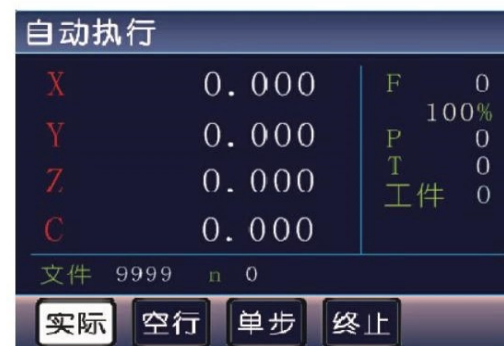 自动执行
X 0.000 F 0
100%
Y 0.000 P 0
T 0
Z 0.000 工件 0
C 0.000
文件 9999 n 0
实际 空行 单步 终止